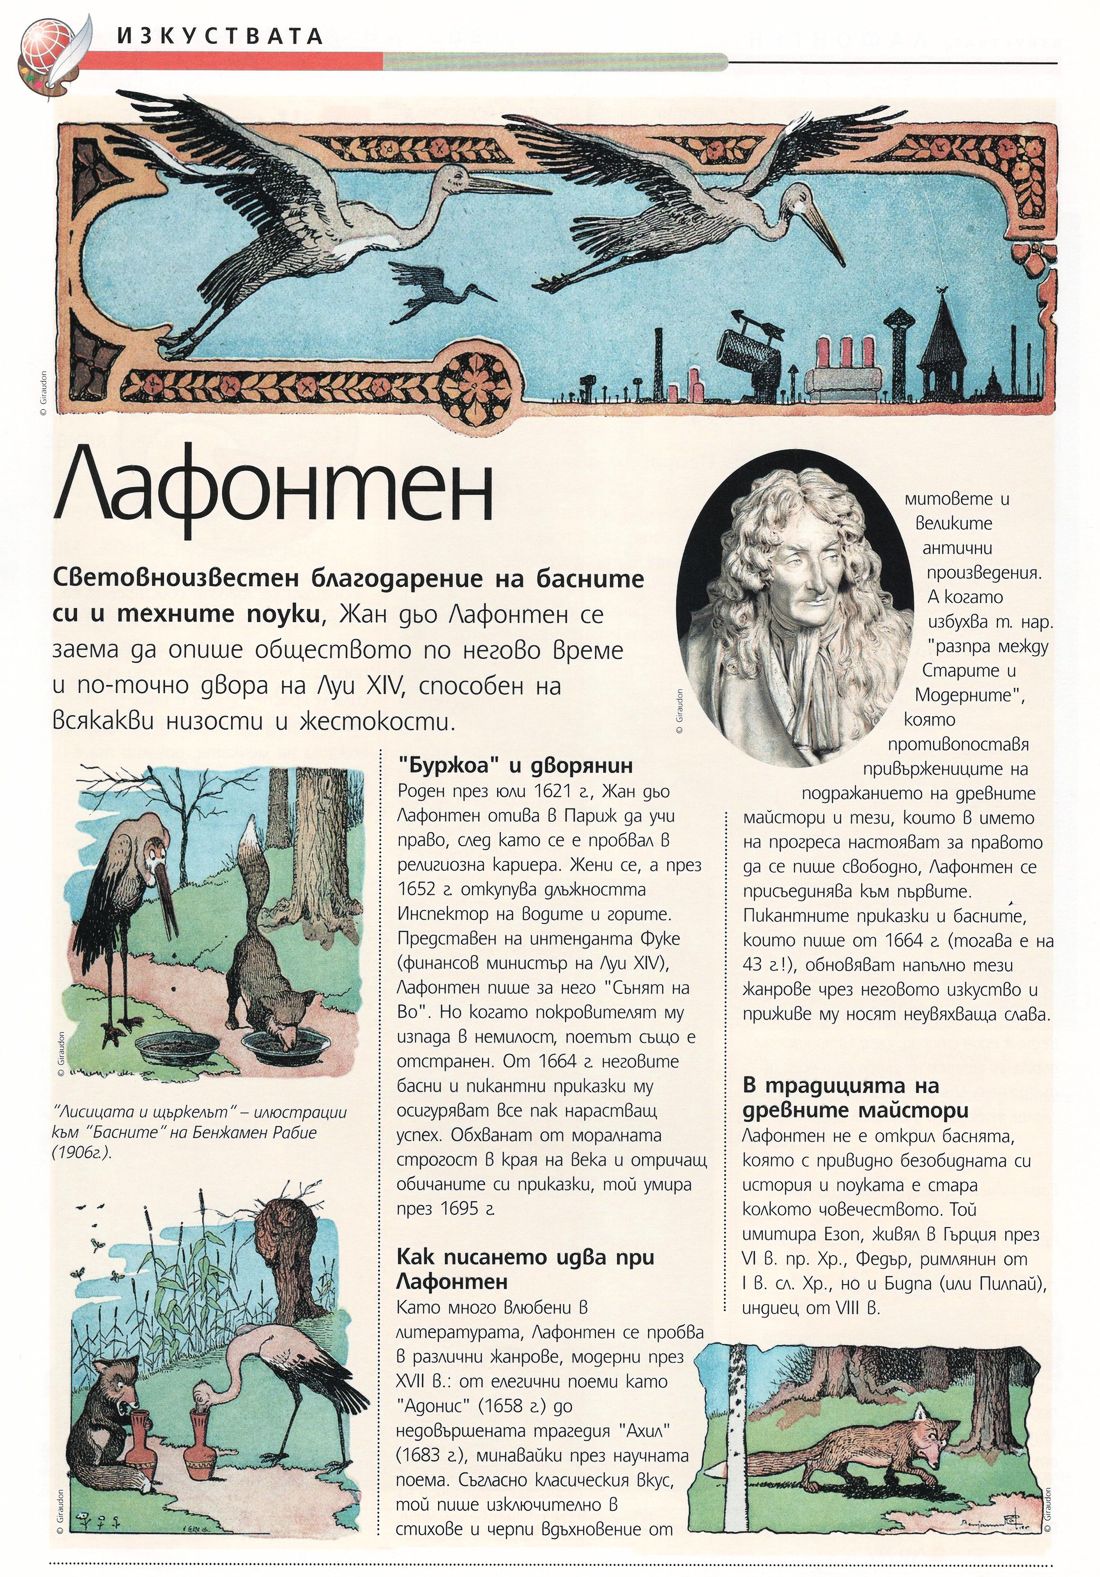 ИЗКУСТВАТА
© Giraudon
Лафонтен
Световноизвестен благодарение на басните
си и техните поуки, Жан дьо Лафонтен се
заема да опише обществото по негово време
и по-точно двора на Луи XIV, способен на
всякакви низости и жестокости.
© Giraudon
"Лисицата и щъркелът" – илюстрации
към "Басните" на Бенжамен Рабие
(1906г.).
© Giraudon
"Буржоа" и дворянин
Роден през юли 1621 г., Жан дьо
Лафонтен отива в Париж да учи
право, след като се е пробвал в
религиозна кариера. Жени се, а през
1652 г. откупува длъжността
Инспектор на водите и горите.
Представен на интенданта Фуке
(финансов министър на Луи XIV),
Лафонтен пише за него "Сънят на
Во". Но когато покровителят му
изпада в немилост, поетът също е
отстранен. От 1664 г. неговите
басни и пикантни приказки му
осигуряват все пак нарастващ
успех. Обхванат от моралната
строгост в края на века и отричащ
обичаните си приказки, той умира
през 1695 г.
Как писането идва при
Лафонтен
Като много влюбени в
литературата, Лафонтен се пробва
в различни жанрове, модерни през
XVII в.: от елегични поеми като
"Адонис" (1658 г.) до
недовършената трагедия "Ахил"
(1683 г.), минавайки през научната
поема. Съгласно класическия вкус,
той пише изключително в
стихове и черпи вдъхновение от
© Giraudon
митовете и
великите
антични
произведения.
А когато
избухва т. нар.
"разпра между
Старите и
Модерните",
която
противопоставя
привържениците на
подражанието на древните
майстори и тези, които в името
на прогреса настояват за правото
да се пише свободно, Лафонтен се
присъединява към първите.
Пикантните приказки и басните,
които пише от 1664 г. (тогава е на
43 г.!), обновяват напълно тези
жанрове чрез неговото изкуство и
приживе му носят неувяхваща слава.
В традицията на
древните майстори
Лафонтен не е открил баснята,
която с привидно безобидната си
история и поуката е стара
колкото човечеството. Той
имитира Езоп, живял в Гърция през
VI в. пр. Хр., Федър, римлянин от
I в. сл. Хр., но и Бидпа (или Пилпай),
индиец от VIII в.
Benjamin
© Giraudon